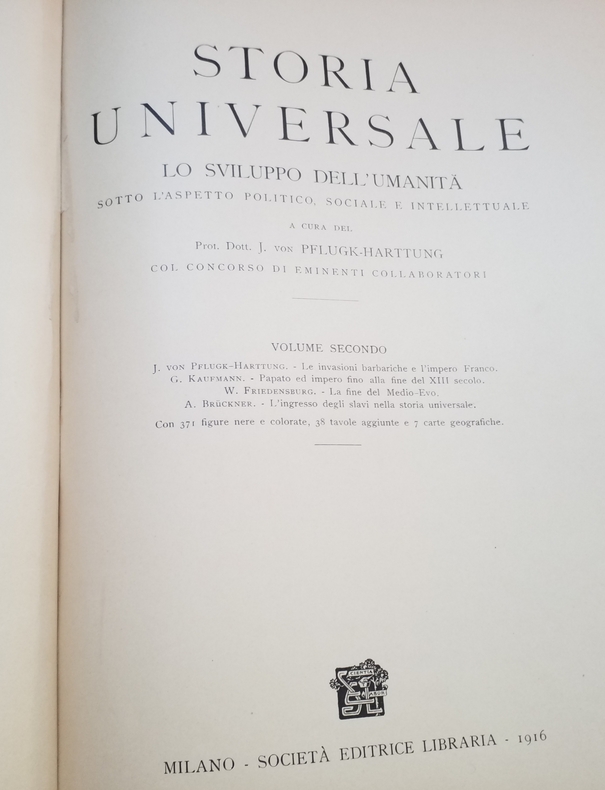 STORIA
UNIVERSALE
LO SVILUPPO DELL'UMANITÀ
SOTTO L'ASPETTO POLITICO, SOCIALE E INTELLETTUALE
A CURA DEL
Prof. Dott. J. VON PFLUGK-HARTTUNG
COL CONCORSO DI EMINENTI COLLABORATORI
VOLUME SECONDO
J. VON PFLUGK-HARTTUNG. - Le invasioni barbariche e l'impero Franco.
G. KAUFMANN. - Papato ed impero fino alla fine del XIII secolo.
W. FRIEDENSBURG. - La fine del Medio-Evo.
A. BRÜCKNER. - L'ingresso degli slavi nella storia universale.
Con 371 figure nere e colorate, 38 tavole aggiunte e 7 carte geografiche.
SCIENTIA
LABOR
MILANO - SOCIETÀ EDITRICE LIBRARIA - 1916